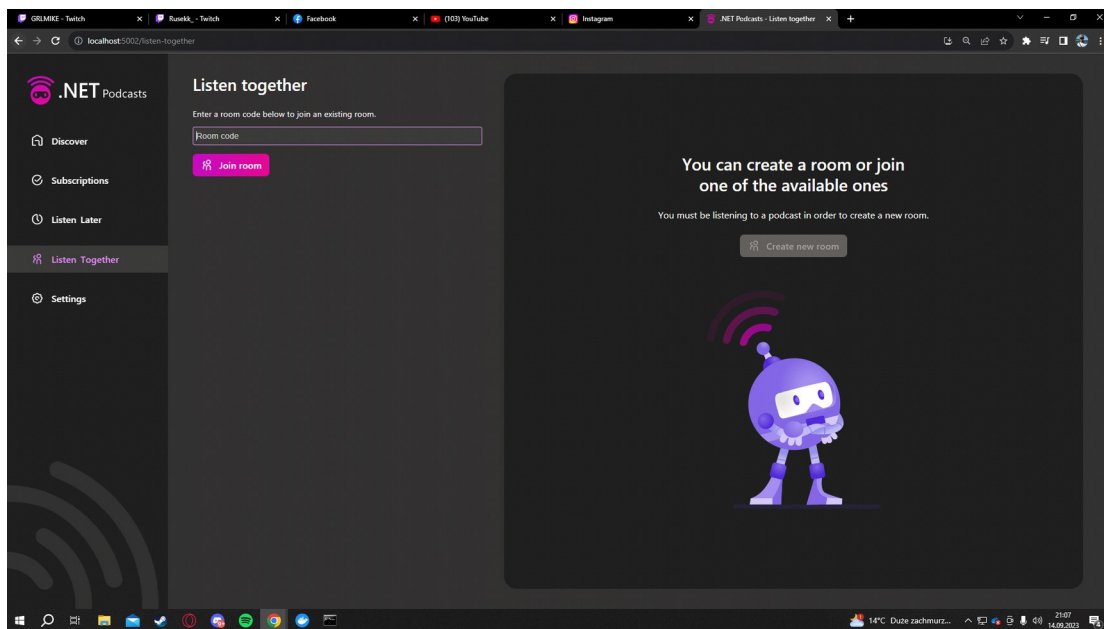 GRLMIKE - Twitch
Rusekk_ - Twitch
Facebook
(103) YouTube
Instagram
.NET Podcasts - Listen together
localhost:5002/listen-together
.NET Podcasts
Discover
Subscriptions
Listen Later
Listen Together
Settings
Listen together
Enter a room code below to join an existing room.
Room code
Join room
You can create a room or join
one of the available ones
You must be listening to a podcast in order to create a new room.
Create new room
14°C Duże zachmurz...
21:07
14.09.2023